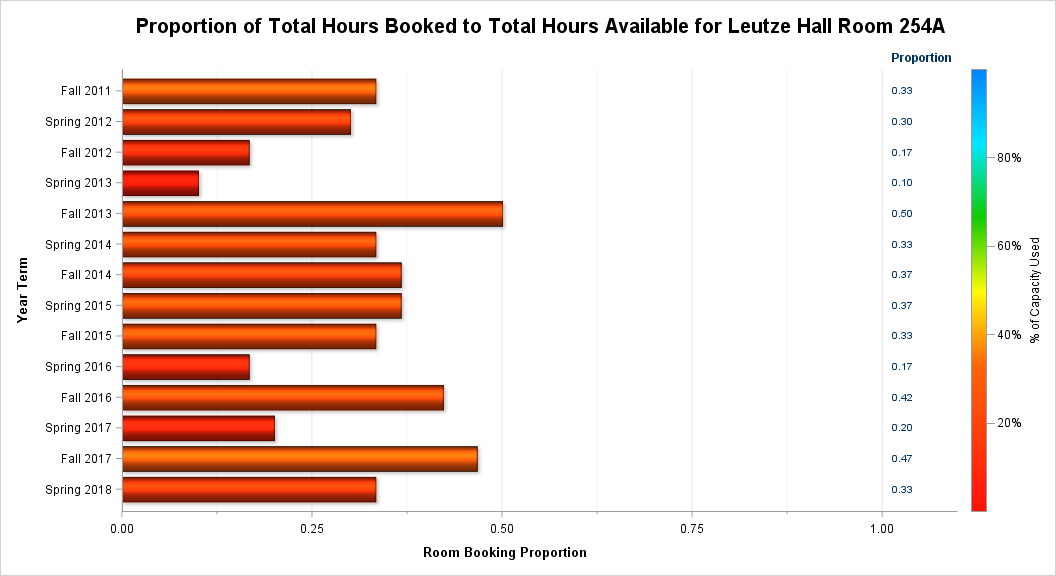 Proportion of Total Hours Booked to Total Hours Available for Leutze Hall Room 254A
Proportion
Fall 2011 0.33
Spring 2012 0.30
Fall 2012 0.17
Spring 2013 0.10
Fall 2013 0.50
Spring 2014 0.33
Fall 2014 0.37
Spring 2015 0.37
Fall 2015 0.33
Spring 2016 0.17
Fall 2016 0.42
Spring 2017 0.20
Fall 2017 0.47
Spring 2018 0.33
Year Term
0.00 0.25 0.50 0.75 1.00
Room Booking Proportion
80%
60%
40%
20%
% of Capacity Used